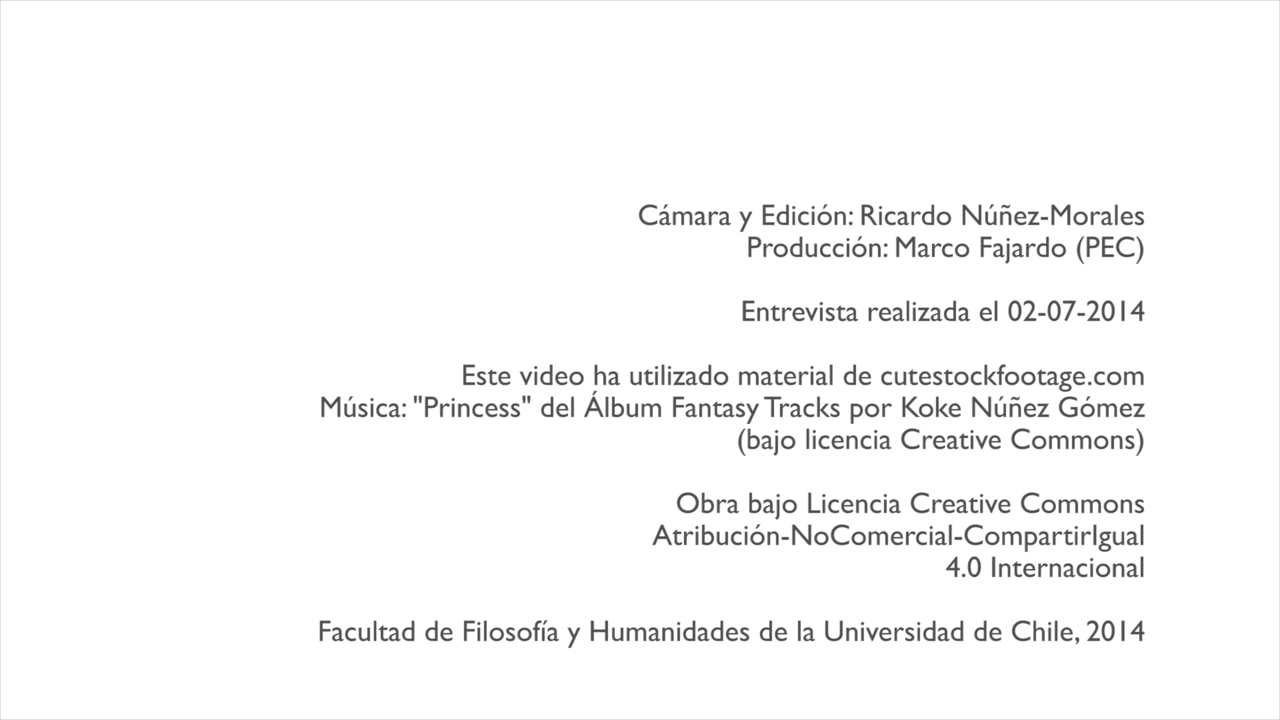 Cámara y Edición: Ricardo Núñez-Morales
Producción: Marco Fajardo (PEC)
Entrevista realizada el 02-07-2014
Este video ha utilizado material de cutestockfootage.com
Música: "Princess" del Álbum Fantasy Tracks por Koke Núñez Gómez
(bajo licencia Creative Commons)
Obra bajo Licencia Creative Commons
Atribución-NoComercial-CompartirIgual
4.0 Internacional
Facultad de Filosofía y Humanidades de la Universidad de Chile, 2014